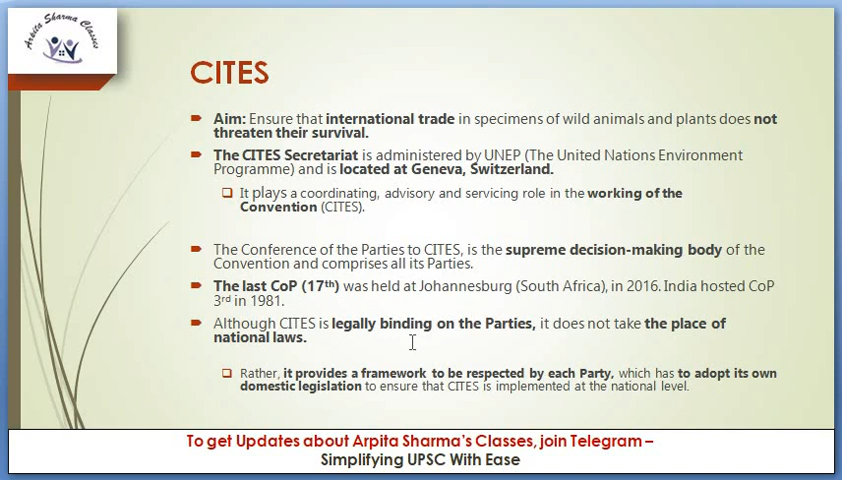 Arpita Sharma Classes
CITES
Aim: Ensure that international trade in specimens of wild animals and plants does not
threaten their survival.
The CITES Secretariat is administered by UNEP (The United Nations Environment
Programme) and is located at Geneva, Switzerland.
It plays a coordinating, advisory and servicing role in the working of the
Convention (CITES).
The Conference of the Parties to CITES, is the supreme decision-making body of the
Convention and comprises all its Parties.
The last CoP (17th) was held at Johannesburg (South Africa), in 2016. India hosted CoP
3rd in 1981.
Although CITES is legally binding on the Parties, it does not take the place of
national laws.
Rather, it provides a framework to be respected by each Party, which has to adopt its own
domestic legislation to ensure that CITES is implemented at the national level.
To get Updates about Arpita Sharma's Classes, join Telegram –
Simplifying UPSC With Ease